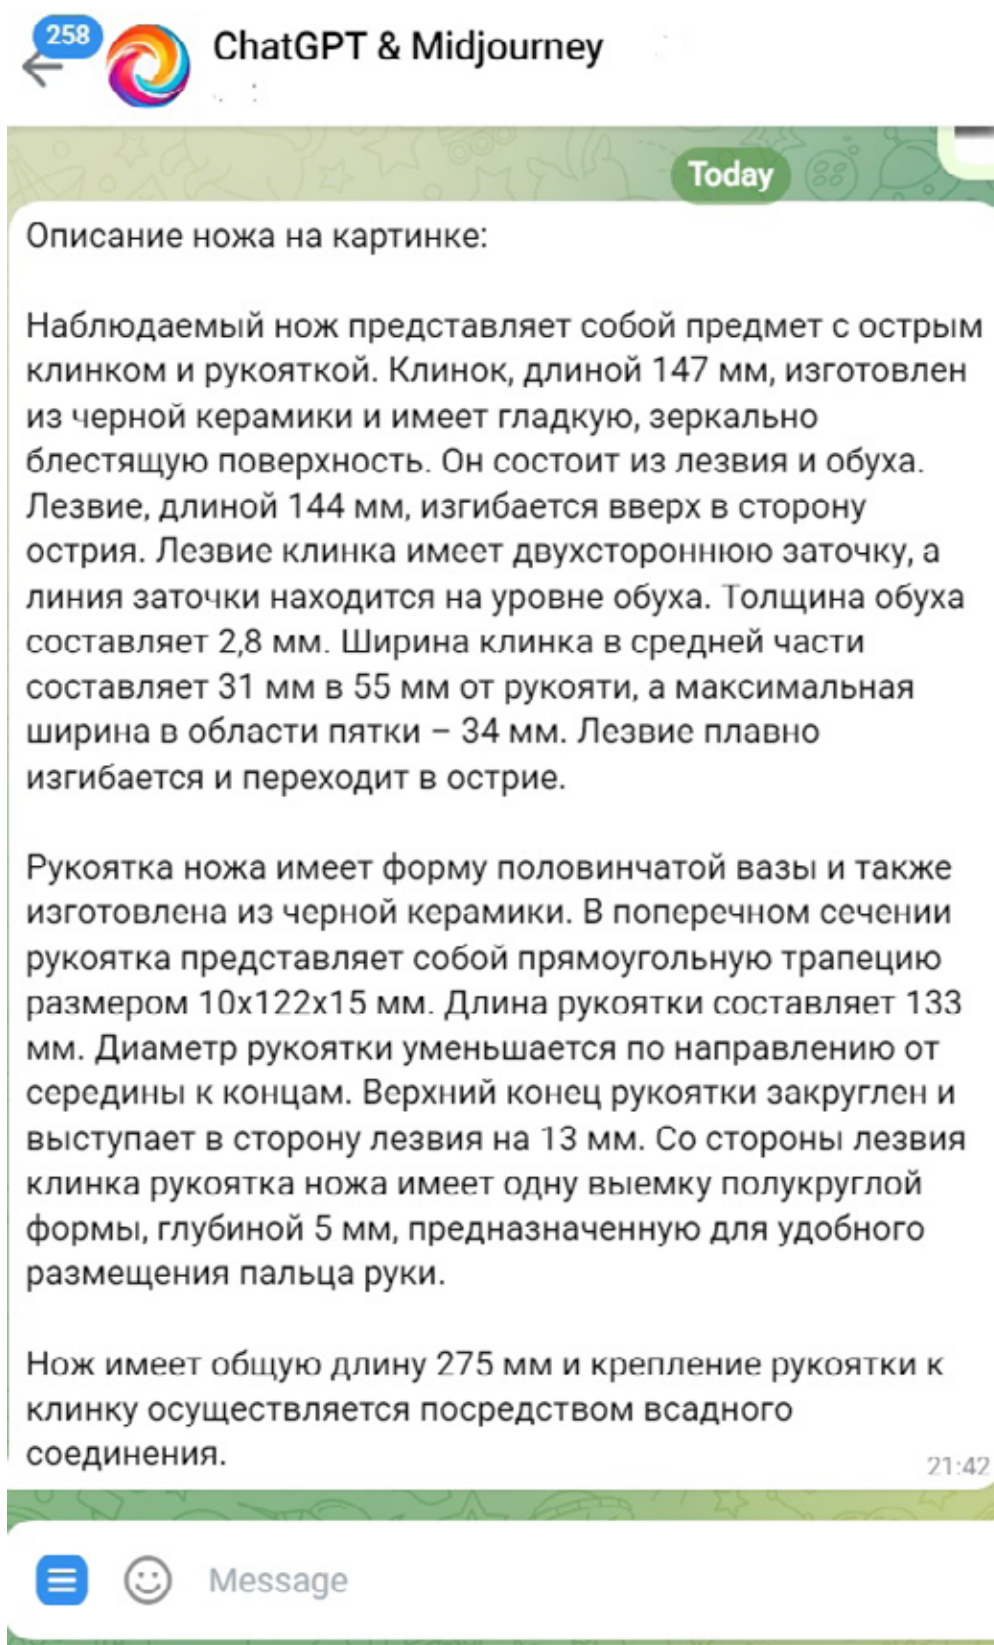 258
ChatGPT & Midjourney
Today
Описание ножа на картинке:
Наблюдаемый нож представляет собой предмет с острым
клинком и рукояткой. Клинок, длиной 147 мм, изготовлен
из черной керамики и имеет гладкую, зеркально
блестящую поверхность. Он состоит из лезвия и обуха.
Лезвие, длиной 144 мм, изгибается вверх в сторону
острия. Лезвие клинка имеет двухстороннюю заточку, а
линия заточки находится на уровне обуха. Толщина обуха
составляет 2,8 мм. Ширина клинка в средней части
составляет 31 мм в 55 мм от рукояти, а максимальная
ширина в области пятки – 34 мм. Лезвие плавно
изгибается и переходит в острие.
Рукоятка ножа имеет форму половинчатой вазы и также
изготовлена из черной керамики. В поперечном сечении
рукоятка представляет собой прямоугольную трапецию
размером 10x122x15 мм. Длина рукоятки составляет 133
мм. Диаметр рукоятки уменьшается по направлению от
середины к концам. Верхний конец рукоятки закруглен и
выступает в сторону лезвия на 13 мм. Со стороны лезвия
клинка рукоятка ножа имеет одну выемку полукруглой
формы, глубиной 5 мм, предназначенную для удобного
размещения пальца руки.
Нож имеет общую длину 275 мм и крепление рукоятки к
клинку осуществляется посредством всадного
соединения.
21:42
Message